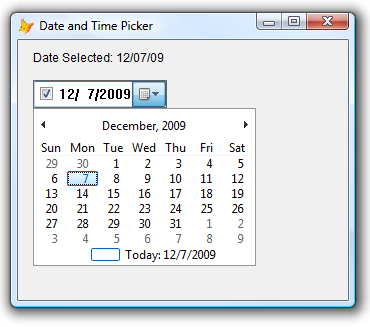 Date and Time Picker
Date Selected: 12/07/09
12/ 7/2009
December, 2009
Sun Mon Tue Wed Thu Fri Sat
29 30 1 2 3 4 5
6 7 8 9 10 11 12
13 14 15 16 17 18 19
20 21 22 23 24 25 26
27 28 29 30 31 1 2
3 4 5 6 7 8 9
Today: 12/7/2009